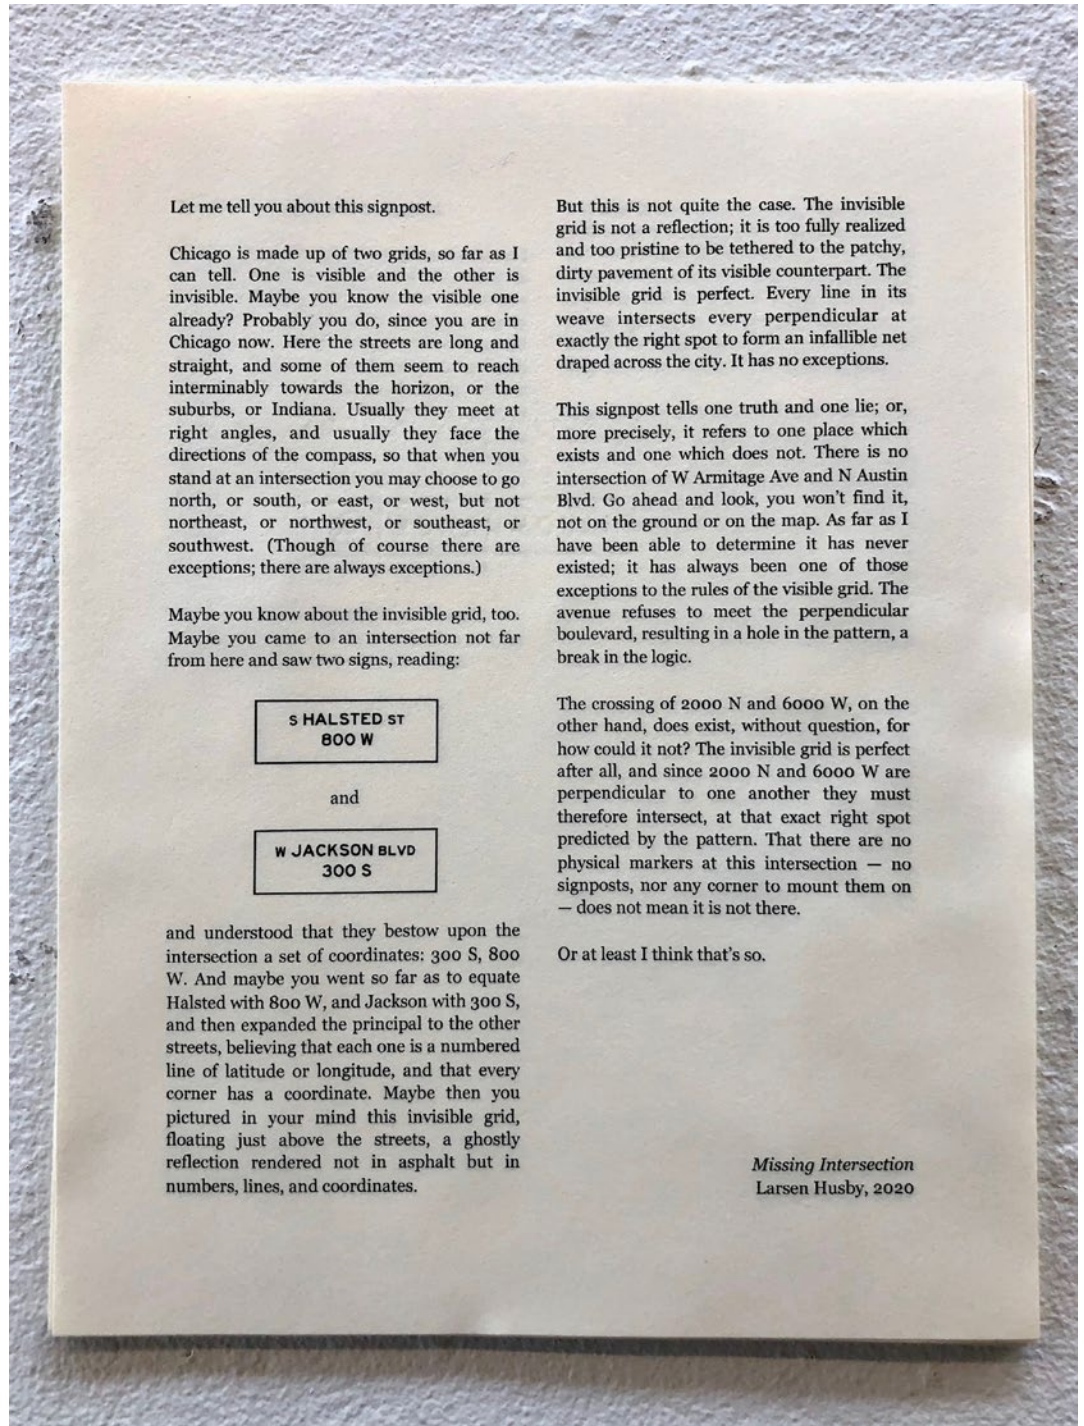 Let me tell you about this signpost.
Chicago is made up of two grids, so far as I
can tell. One is visible and the other is
invisible. Maybe you know the visible one
already? Probably you do, since you are in
Chicago now. Here the streets are long and
straight, and some of them seem to reach
interminably towards the horizon, or the
suburbs, or Indiana. Usually they meet at
right angles, and usually they face the
directions of the compass, so that when you
stand at an intersection you may choose to go
north, or south, or east, or west, but not
northeast, or northwest, or southeast, or
southwest. (Though of course there are
exceptions; there are always exceptions.)
Maybe you know about the invisible grid, too.
Maybe you came to an intersection not far
from here and saw two signs, reading:
S HALSTED ST
800 W
and
W JACKSON BLVD
300 S
and understood that they bestow upon the
intersection a set of coordinates: 300 S, 800
W. And maybe you went so far as to equate
Halsted with 800 W, and Jackson with 300 S,
and then expanded the principal to the other
streets, believing that each one is a numbered
line of latitude or longitude, and that every
corner has a coordinate. Maybe then you
pictured in your mind this invisible grid,
floating just above the streets, a ghostly
reflection rendered not in asphalt but in
numbers, lines, and coordinates.
But this is not quite the case. The invisible
grid is not a reflection; it is too fully realized
and too pristine to be tethered to the patchy,
dirty pavement of its visible counterpart. The
invisible grid is perfect. Every line in its
weave intersects every perpendicular at
exactly the right spot to form an infallible net
draped across the city. It has no exceptions.
This signpost tells one truth and one lie; or,
more precisely, it refers to one place which
exists and one which does not. There is no
intersection of W Armitage Ave and N Austin
Blvd. Go ahead and look, you won't find it,
not on the ground or on the map. As far as I
have been able to determine it has never
existed; it has always been one of those
exceptions to the rules of the visible grid. The
avenue refuses to meet the perpendicular
boulevard, resulting in a hole in the pattern, a
break in the logic.
The crossing of 2000 N and 6000 W, on the
other hand, does exist, without question, for
how could it not? The invisible grid is perfect
after all, and since 2000 N and 6000 W are
perpendicular to one another they must
therefore intersect, at that exact right spot
predicted by the pattern. That there are no
physical markers at this intersection — no
signposts, nor any corner to mount them on
— does not mean it is not there.
Or at least I think that's so.
Missing Intersection
Larsen Husby, 2020